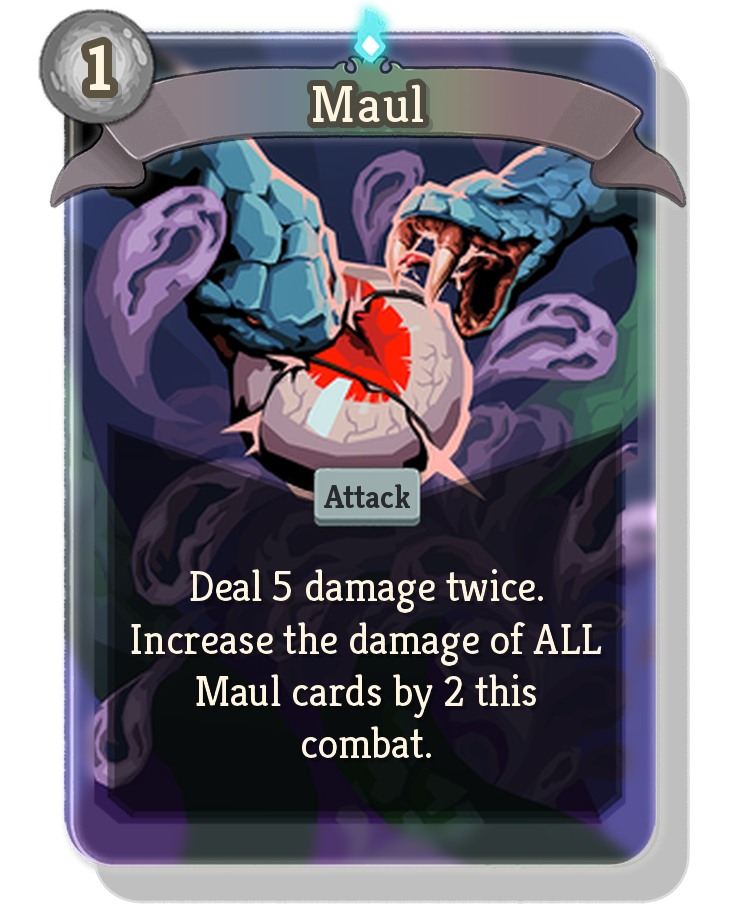 1
Maul
Attack
Deal 5 damage twice.
Increase the damage of ALL
Maul cards by 2 this
combat.